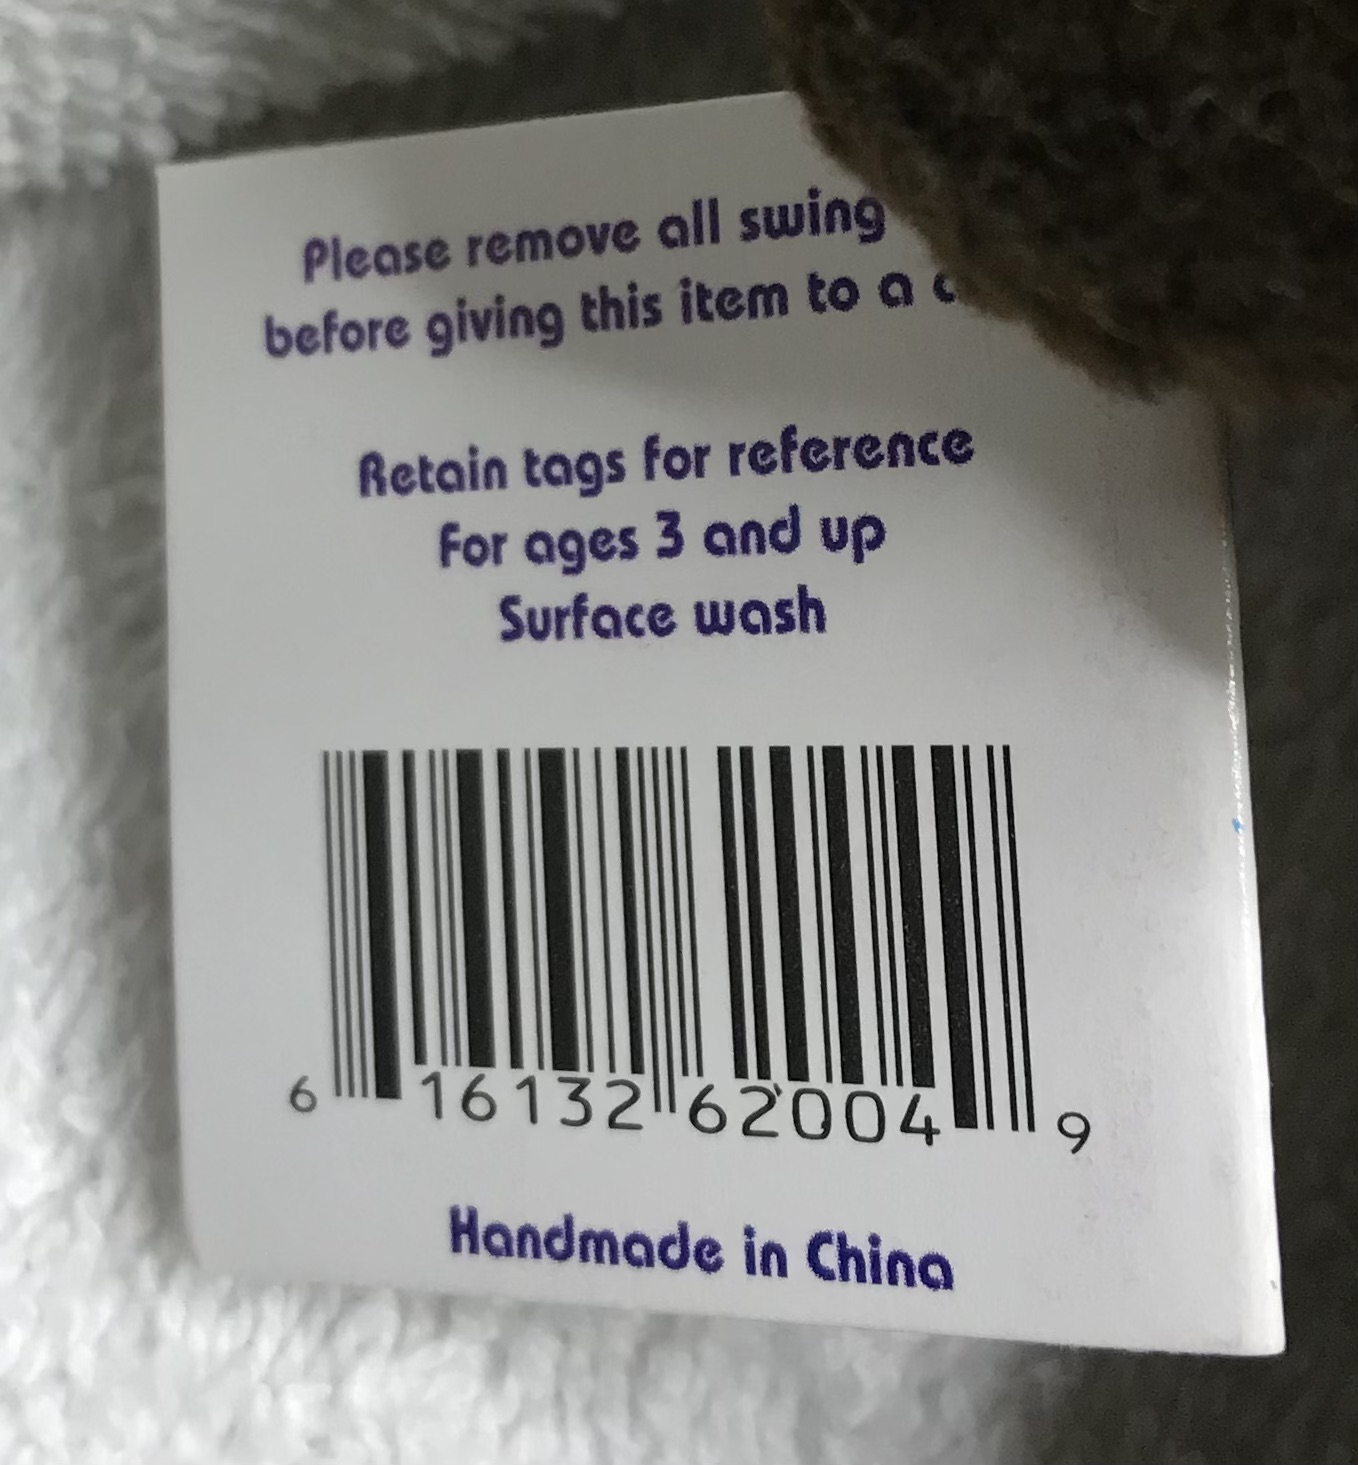 Please remove all swing
before giving this item to a
Retain tags for reference
For ages 3 and up
Surface wash
6 16132 62004 9
Handmade in China